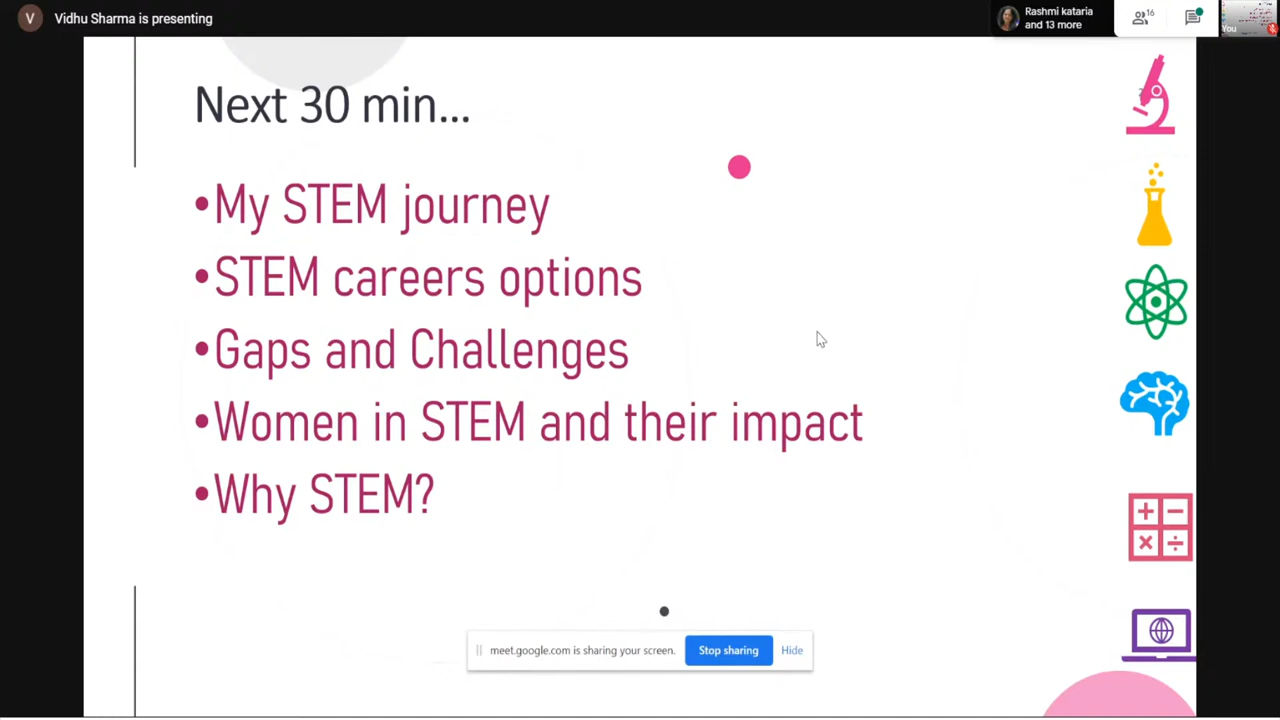 V Vidhu Sharma is presenting
Rashmi kataria
and 13 more
16
You
Next 30 min...
•My STEM journey
•STEM careers options
•Gaps and Challenges
•Women in STEM and their impact
•Why STEM?
meet.google.com is sharing your screen. Stop sharing Hide